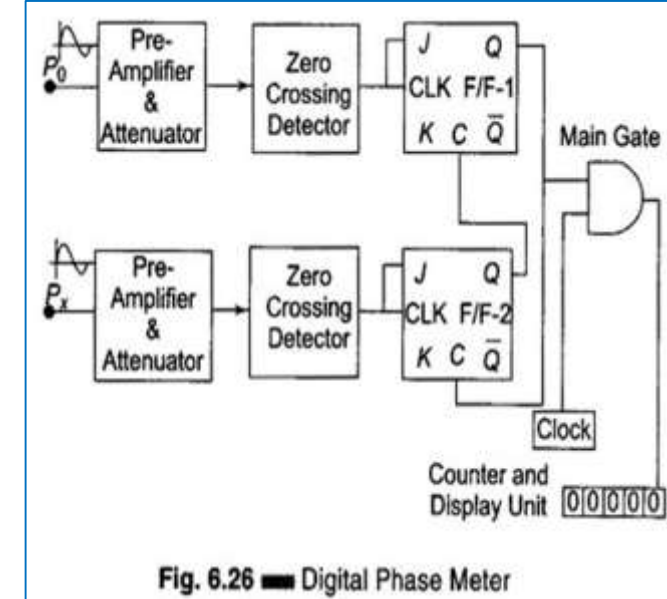 Pre-
Amplifier
&
Attenuator
P0
Zero
Crossing
Detector
J Q
CLK F/F-1
K C Q̅
Main Gate
Pre-
Amplifier
&
Attenuator
Px
Zero
Crossing
Detector
J Q
CLK F/F-2
K C Q̅
Clock
Counter and
Display Unit 00000
Fig. 6.26 Digital Phase Meter